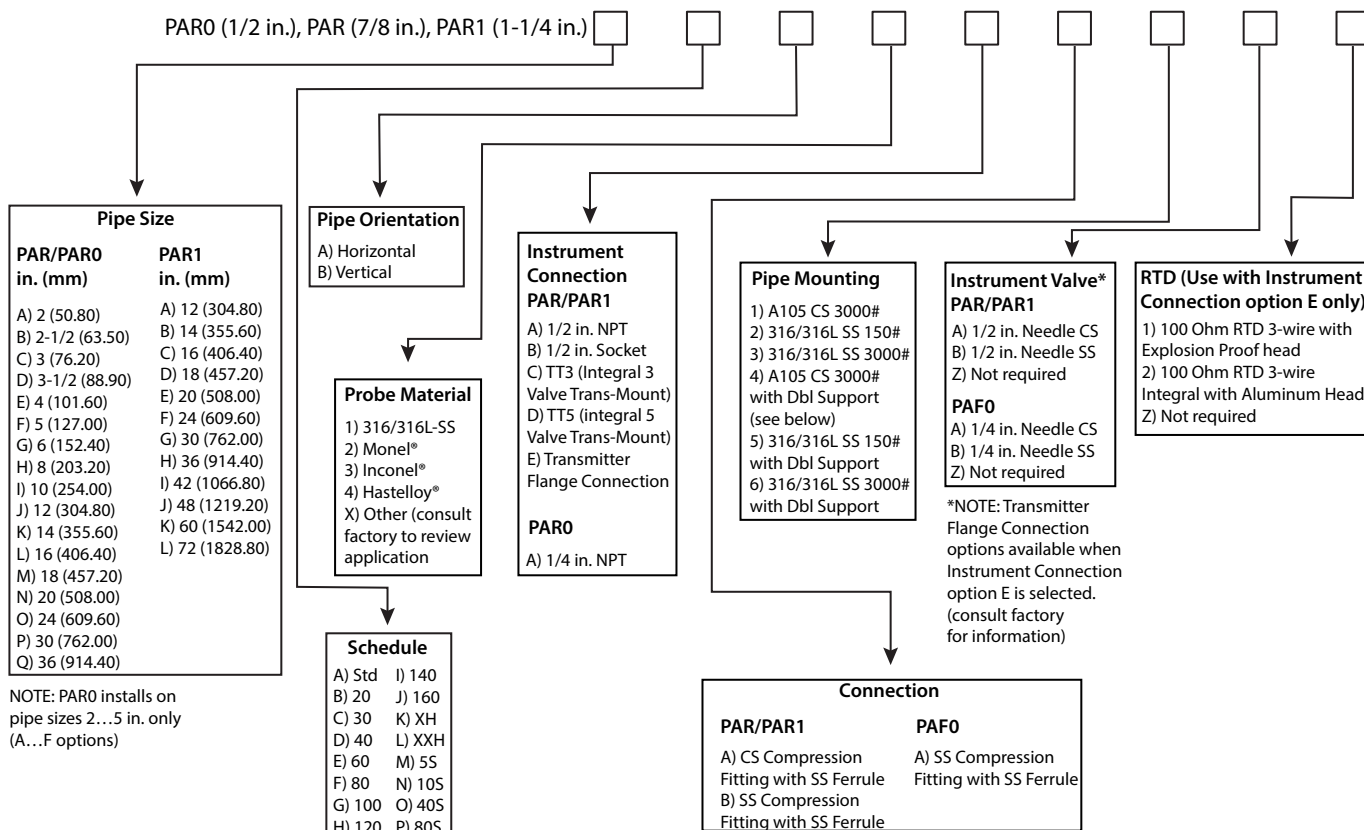 PAR0 (1/2 in.), PAR (7/8 in.), PAR1 (1-1/4 in.)
Pipe Size
PAR/PAR0
in. (mm)
A) 2 (50.80)
B) 2-1/2 (63.50)
C) 3 (76.20)
D) 3-1/2 (88.90)
E) 4 (101.60)
F) 5 (127.00)
G) 6 (152.40)
H) 8 (203.20)
I) 10 (254.00)
J) 12 (304.80)
K) 14 (355.60)
L) 16 (406.40)
M) 18 (457.20)
N) 20 (508.00)
O) 24 (609.60)
P) 30 (762.00)
Q) 36 (914.40)
PAR1
in. (mm)
A) 12 (304.80)
B) 14 (355.60)
C) 16 (406.40)
D) 18 (457.20)
E) 20 (508.00)
F) 24 (609.60)
G) 30 (762.00)
H) 36 (914.40)
I) 42 (1066.80)
J) 48 (1219.20)
K) 60 (1542.00)
L) 72 (1828.80)
NOTE: PAR0 installs on
pipe sizes 2…5 in. only
(A…F options)
Pipe Orientation
A) Horizontal
B) Vertical
Probe Material
1) 316/316L-SS
2) Monel®
3) Inconel®
4) Hastelloy®
X) Other (consult
factory to review
application
Schedule
A) Std
B) 20
C) 30
D) 40
E) 60
F) 80
G) 100
H) 120
I) 140
J) 160
K) XH
L) XXH
M) 5S
N) 10S
O) 40S
P) 80S
Instrument
Connection
PAR/PAR1
A) 1/2 in. NPT
B) 1/2 in. Socket
C) TT3 (Integral 3
Valve Trans-Mount)
D) TT5 (integral 5
Valve Trans-Mount)
E) Transmitter
Flange Connection
PAR0
A) 1/4 in. NPT
Pipe Mounting
1) A105 CS 3000#
2) 316/316L SS 150#
3) 316/316L SS 3000#
4) A105 CS 3000#
with Dbl Support
(see below)
5) 316/316L SS 150#
with Dbl Support
6) 316/316L SS 3000#
with Dbl Support
Instrument Valve*
PAR/PAR1
A) 1/2 in. Needle CS
B) 1/2 in. Needle SS
Z) Not required
PAF0
A) 1/4 in. Needle CS
B) 1/4 in. Needle SS
Z) Not required
*NOTE: Transmitter
Flange Connection
options available when
Instrument Connection
option E is selected.
(consult factory
for information)
RTD (Use with Instrument
Connection option E only)
1) 100 Ohm RTD 3-wire with
Explosion Proof head
2) 100 Ohm RTD 3-wire
Integral with Aluminum Head
Z) Not required
Connection
PAR/PAR1
A) CS Compression
Fitting with SS Ferrule
B) SS Compression
Fitting with SS Ferrule
PAF0
A) SS Compression
Fitting with SS Ferrule